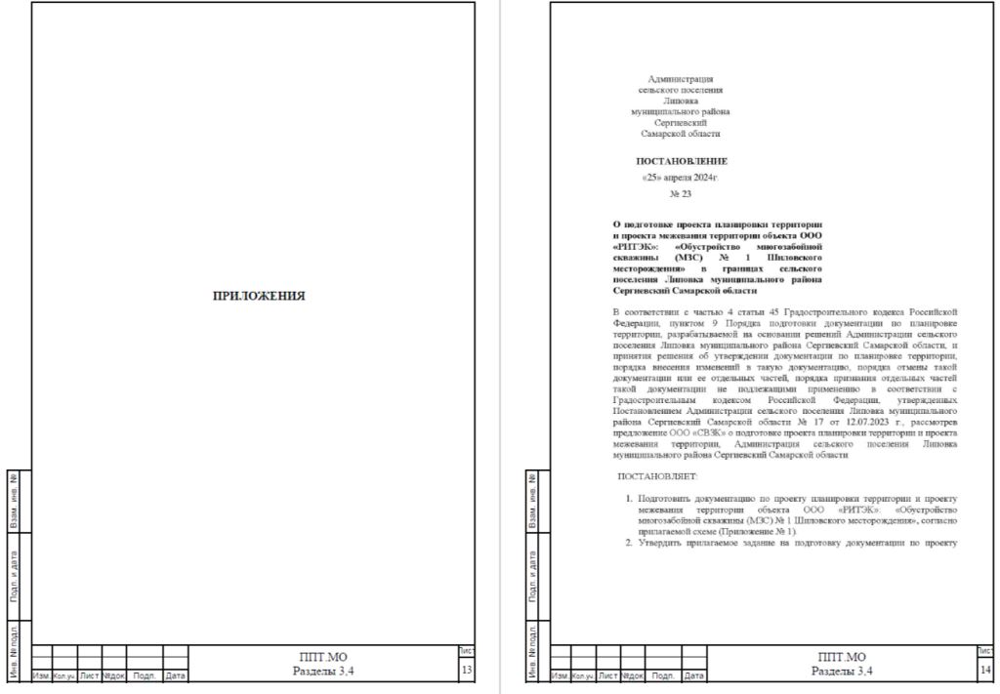 ПРИЛОЖЕНИЯ
Взам. инв. №
Подп. и дата
Инв. № подл.
Изм.
Кол.уч.
Лист
№док
Подп.
Дата
ППТ.МО
Разделы 3,4
Лист
13
Администрация
сельского поселения
Липовка
муниципального района
Сергиевский
Самарской области
ПОСТАНОВЛЕНИЕ
«25» апреля 2024г.
№ 23
О подготовке проекта планировки территории
и проекта межевания территории объекта ООО
«РИТЭК»: «Обустройство многозабойной
скважины (МЗС) № 1 Шиловского
месторождения» в границах сельского
поселения Липовка муниципального района
Сергиевский Самарской области
В соответствии с частью 4 статьи 45 Градостроительного кодекса Российской
Федерации, пунктом 9 Порядка подготовки документации по планировке
территории, разрабатываемой на основании решений Администрации сельского
поселения Липовка муниципального района Сергиевский Самарской области, и
принятия решения об утверждении документации по планировке территории,
порядка внесения изменений в такую документацию, порядка отмены такой
документации или ее отдельных частей, порядка признания отдельных частей
такой документации не подлежащими применению в соответствии с
Градостроительным кодексом Российской Федерации, утвержденных
Постановлением Администрации сельского поселения Липовка муниципального
района Сергиевский Самарской области № 17 от 12.07.2023 г., рассмотрев
предложение ООО «СВЗК» о подготовке проекта планировки территории и проекта
межевания территории, Администрация сельского поселения Липовка
муниципального района Сергиевский Самарской области
ПОСТАНОВЛЯЕТ:
1. Подготовить документацию по проекту планировки территории и проекту
межевания территории объекта ООО «РИТЭК»: «Обустройство
многозабойной скважины (МЗС) № 1 Шиловского месторождения», согласно
прилагаемой схеме (Приложение № 1)
2. Утвердить прилагаемое задание на подготовку документации по проекту
Взам. инв. №
Подп. и дата
Инв. № подл.
Изм.
Кол.уч.
Лист
№док
Подп.
Дата
ППТ.МО
Разделы 3,4
Лист
14